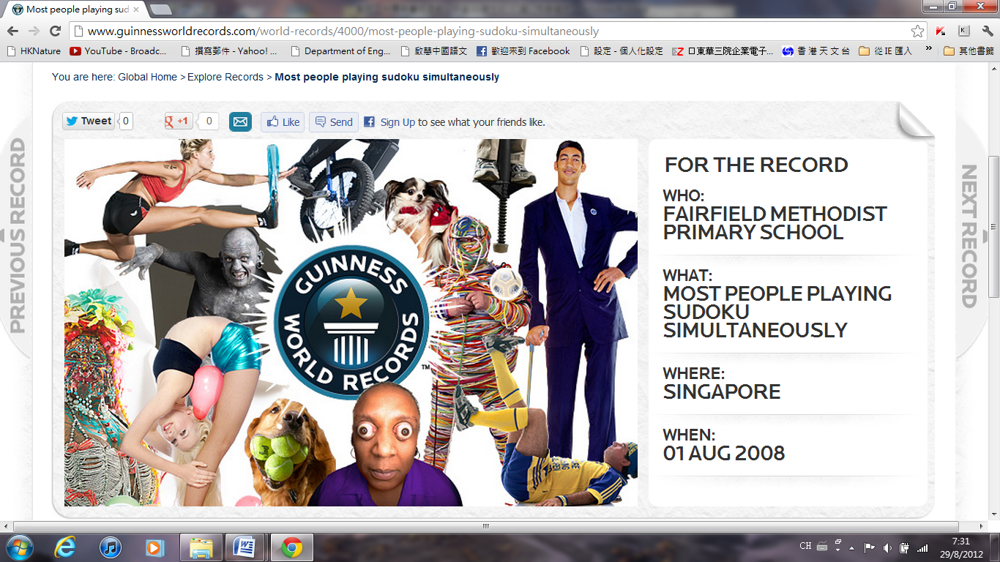 Most people playing sud
www.guinnessworldrecords.com/world-records/4000/most-people-playing-sudoku-simultaneously
HKNature
YouTube - Broadc...
撰寫郵件 - Yahoo! ...
Department of Eng...
啟慧中國語文
歡迎來到 Facebook
設定 - 個人化設定
口東華三院企業電子...
香 港 天 文 台
從 IE 匯入
»
其他書籤
You are here: Global Home > Explore Records > Most people playing sudoku simultaneously
Tweet 0
+1 0
Like
Send
Sign Up to see what your friends like.
PREVIOUS RECORD
NEXT RECORD
GUINNESS
WORLD RECORDS
TM
FOR THE RECORD
WHO:
FAIRFIELD METHODIST
PRIMARY SCHOOL
WHAT:
MOST PEOPLE PLAYING
SUDOKU
SIMULTANEOUSLY
WHERE:
SINGAPORE
WHEN:
01 AUG 2008
CH
7:31
29/8/2012